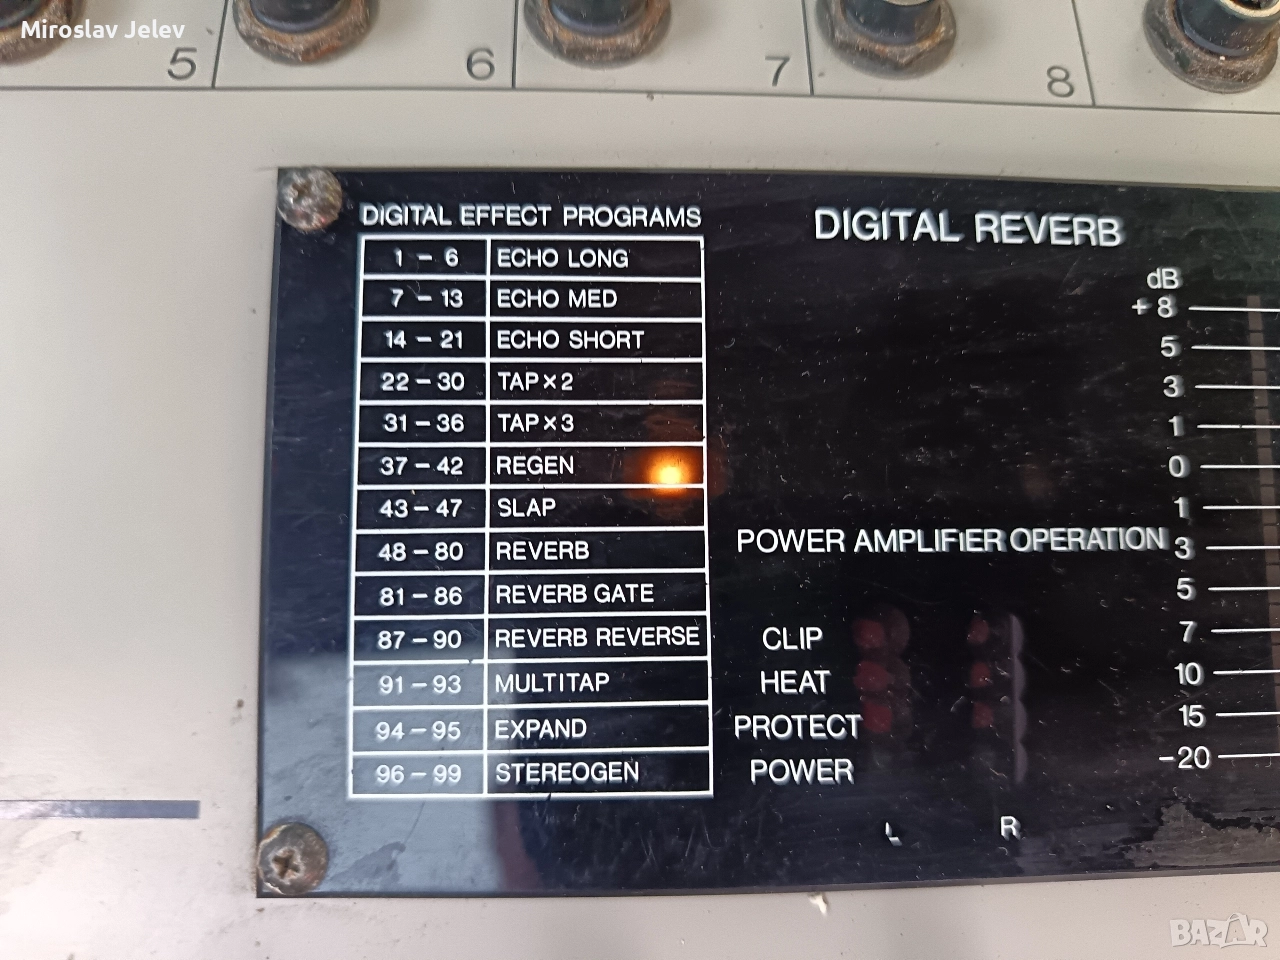 Miroslav Jelev
5 6 7 8
DIGITAL EFFECT PROGRAMS
1 – 6 ECHO LONG
7 – 13 ECHO MED
14 – 21 ECHO SHORT
22 – 30 TAP×2
31 – 36 TAP×3
37 – 42 REGEN
43 – 47 SLAP
48 – 80 REVERB
81 – 86 REVERB GATE
87 – 90 REVERB REVERSE
91 – 93 MULTITAP
94 – 95 EXPAND
96 – 99 STEREOGEN
DIGITAL REVERB
dB
+ 8
5
3
1
0
1
3
5
7
10
15
-20
POWER AMPLIFIER OPERATION
CLIP
HEAT
PROTECT
POWER
L R
BAZAR